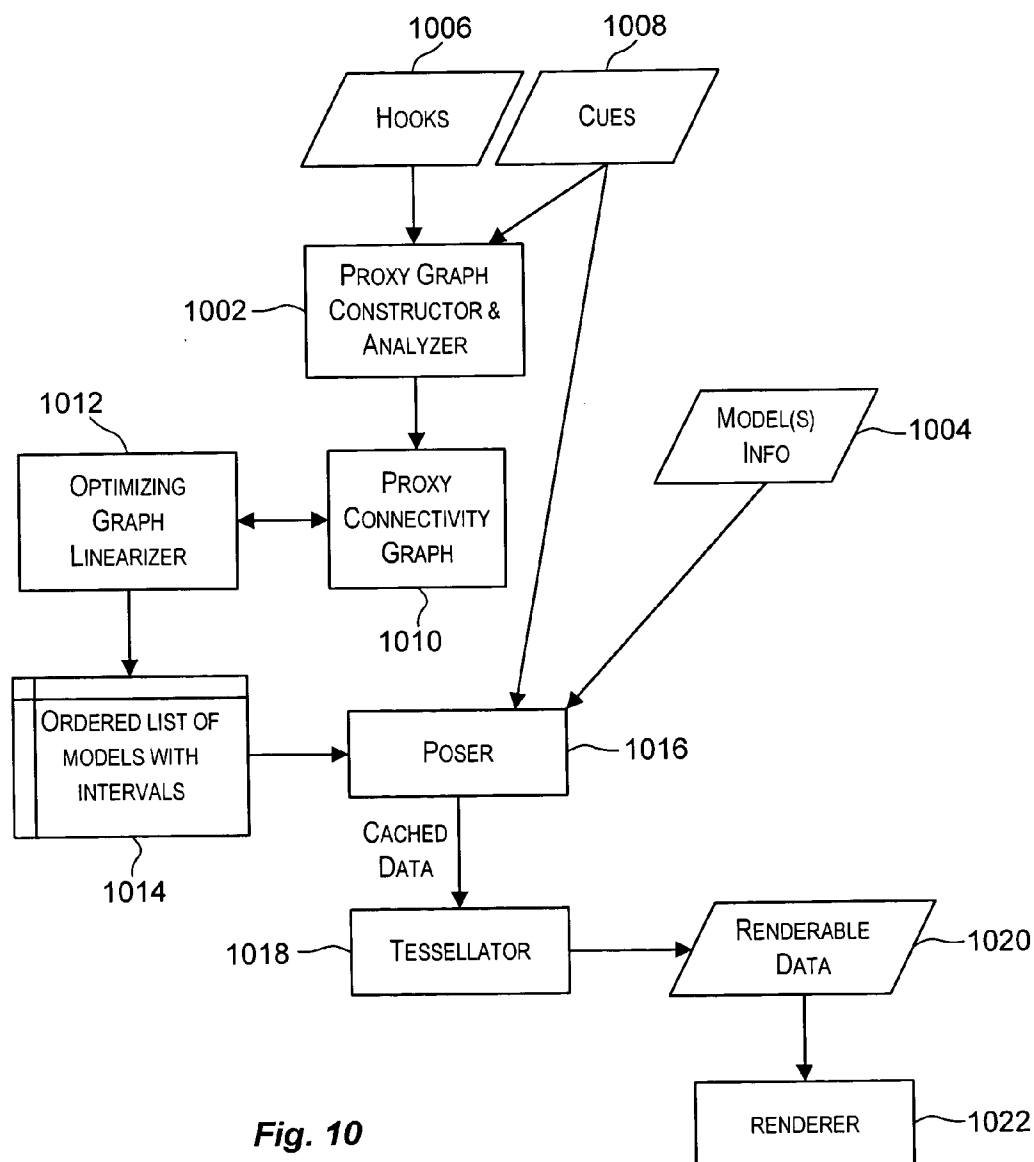 1006
1008
HOOKS
CUES
PROXY GRAPH
CONSTRUCTOR &
ANALYZER
1002
1012
MODEL(S)
INFO
1004
OPTIMIZING
GRAPH
LINEARIZER
PROXY
CONNECTIVITY
GRAPH
1010
ORDERED LIST OF
MODELS WITH
INTERVALS
1014
POSER
1016
CACHED
DATA
1018
TESSELLATOR
RENDERABLE
DATA
1020
RENDERER
1022
Fig. 10